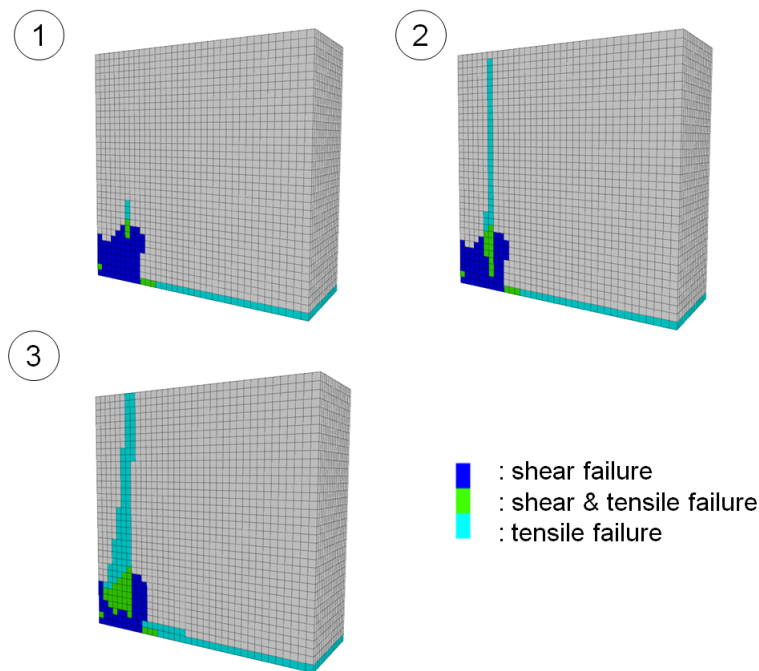 1
2
3
: shear failure
: shear & tensile failure
: tensile failure